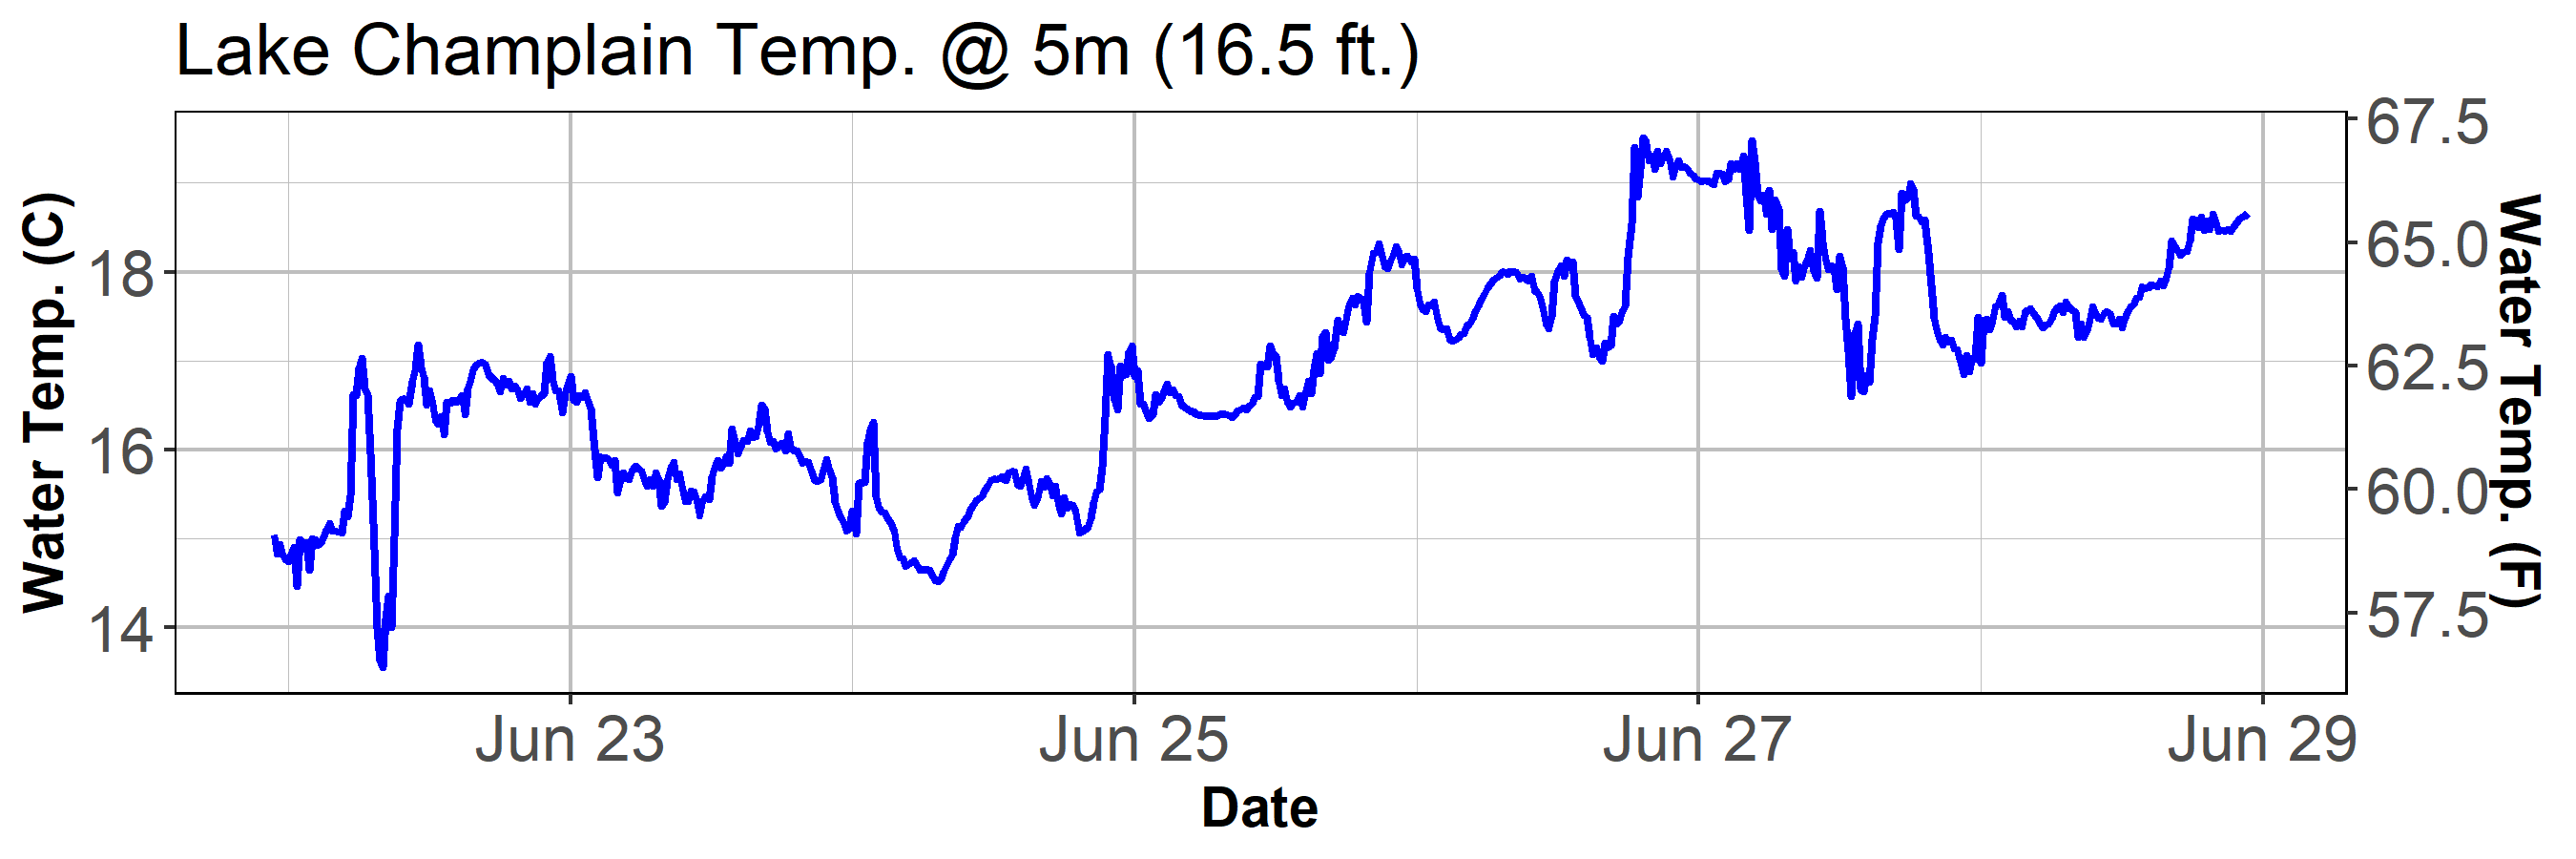 Lake Champlain Temp. @ 5m (16.5 ft.)
Water Temp. (C)
18
16
14
67.5
65.0
62.5
60.0
57.5
Water Temp. (F)
Jun 23 Jun 25 Jun 27 Jun 29
Date